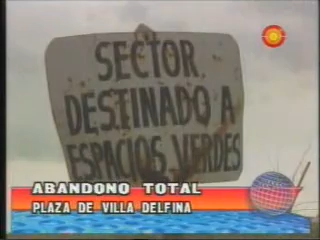 SECTOR
DESTINADO A
ESPACIOS VERDES
ABANDONO TOTAL
PLAZA DE VILLA DELFINA